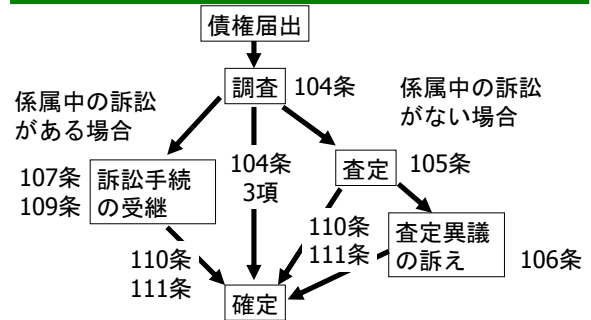 債権届出
調査 104条
係属中の訴訟
がある場合
係属中の訴訟
がない場合
107条
109条
訴訟手続
の受継
104条
3項
査定 105条
110条
111条
査定異議
の訴え
106条
110条
111条
確定